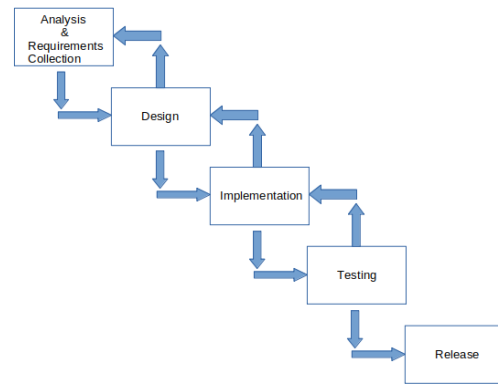 Analysis
&
Requirements
Collection
Design
Implementation
Testing
Release